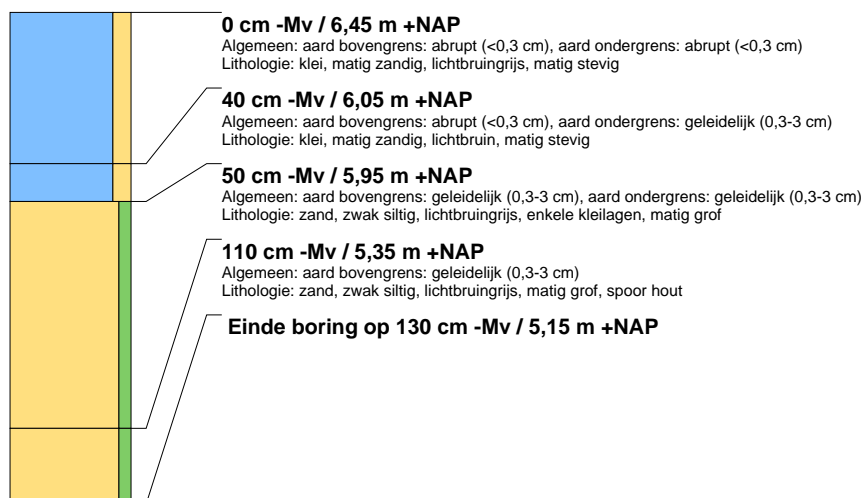 0 cm -Mv / 6,45 m +NAP
Algemeen: aard bovengrens: abrupt (<0,3 cm), aard ondergrens: abrupt (<0,3 cm)
Lithologie: klei, matig zandig, lichtbruingrijs, matig stevig
40 cm -Mv / 6,05 m +NAP
Algemeen: aard bovengrens: abrupt (<0,3 cm), aard ondergrens: geleidelijk (0,3-3 cm)
Lithologie: klei, matig zandig, lichtbruin, matig stevig
50 cm -Mv / 5,95 m +NAP
Algemeen: aard bovengrens: geleidelijk (0,3-3 cm), aard ondergrens: geleidelijk (0,3-3 cm)
Lithologie: zand, zwak siltig, lichtbruingrijs, enkele kleilagen, matig grof
110 cm -Mv / 5,35 m +NAP
Algemeen: aard bovengrens: geleidelijk (0,3-3 cm)
Lithologie: zand, zwak siltig, lichtbruingrijs, matig grof, spoor hout
Einde boring op 130 cm -Mv / 5,15 m +NAP